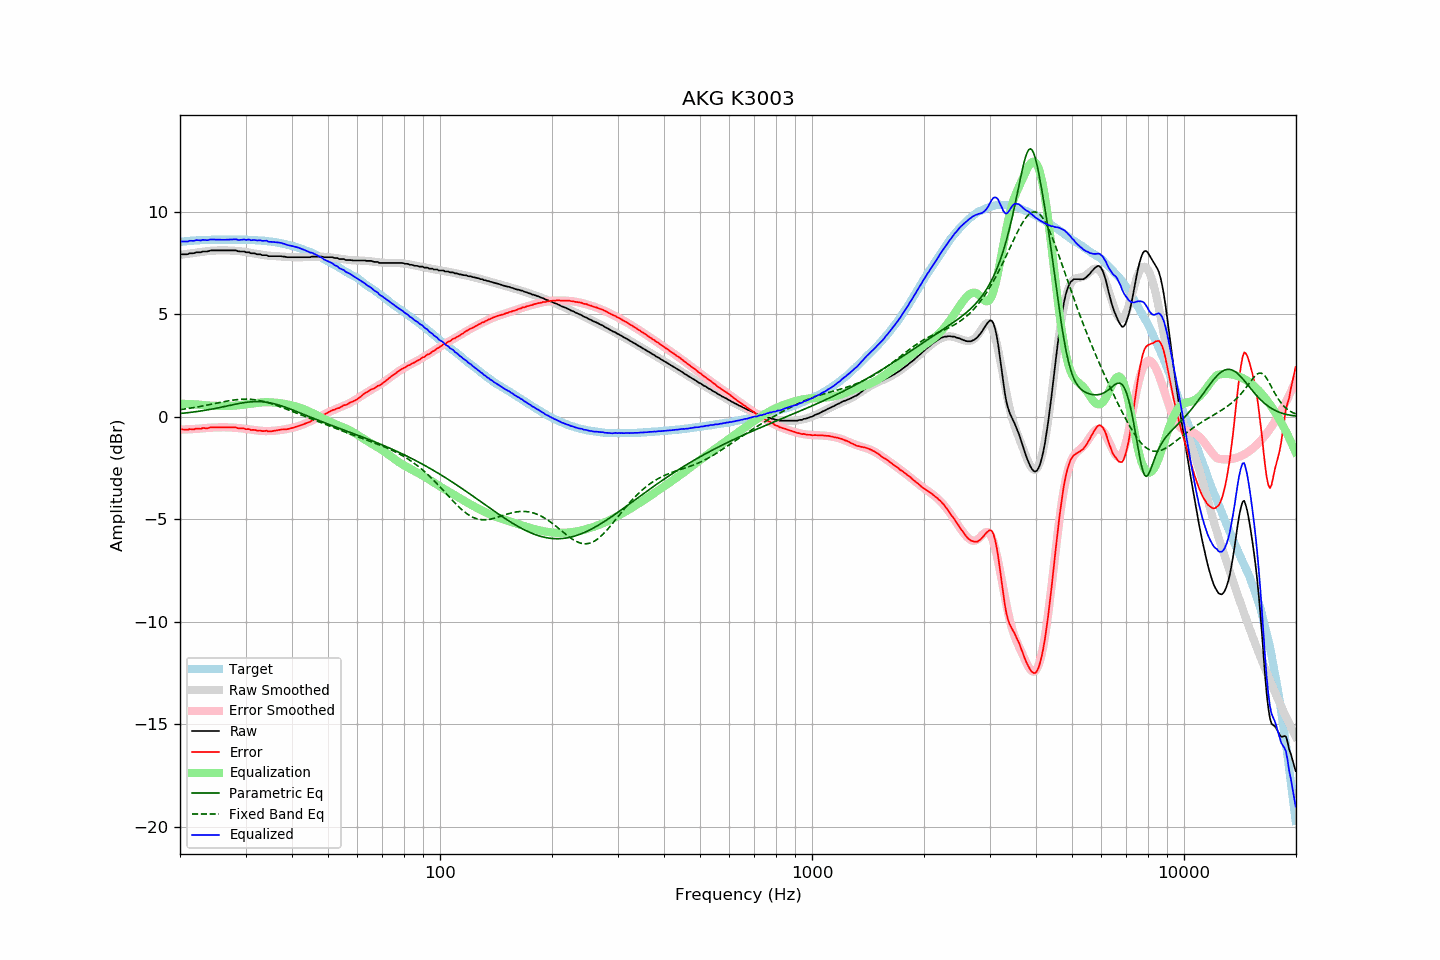 AKG K3003
Amplitude (dBr)
10
5
0
−5
−10
−15
−20
Target
Raw Smoothed
Error Smoothed
Raw
Error
Equalization
Parametric Eq
Fixed Band Eq
Equalized
100
1000
10000
Frequency (Hz)